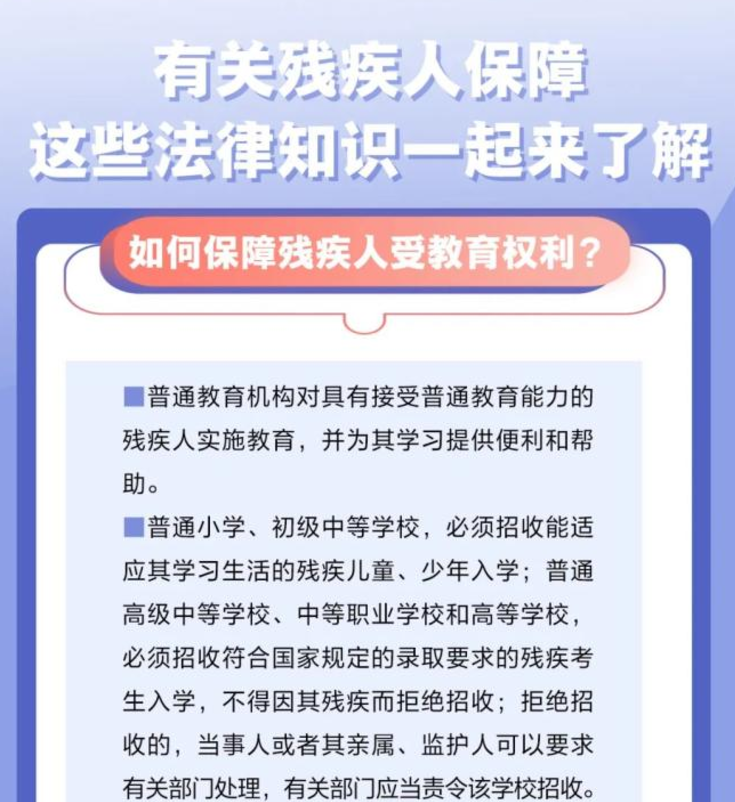 有关残疾人保障
这些法律知识一起来了解
如何保障残疾人受教育权利?
■普通教育机构对具有接受普通教育能力的
残疾人实施教育，并为其学习提供便利和帮
助。
■普通小学、初级中等学校，必须招收能适
应其学习生活的残疾儿童、少年入学；普通
高级中等学校、中等职业学校和高等学校，
必须招收符合国家规定的录取要求的残疾考
生入学，不得因其残疾而拒绝招收；拒绝招
收的，当事人或者其亲属、监护人可以要求
有关部门处理，有关部门应当责令该学校招收。